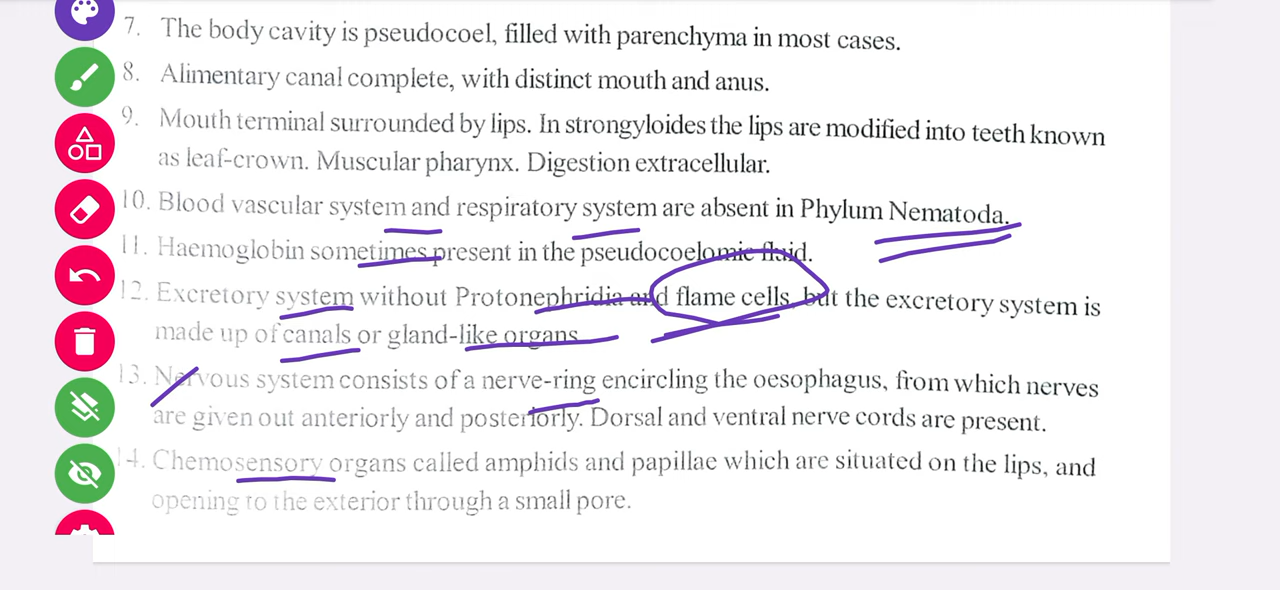 7. The body cavity is pseudocoel, filled with parenchyma in most cases.
8. Alimentary canal complete, with distinct mouth and anus.
9. Mouth terminal surrounded by lips. In strongyloides the lips are modified into teeth known
as leaf-crown. Muscular pharynx. Digestion extracellular.
10. Blood vascular system and respiratory system are absent in Phylum Nematoda.
11. Haemoglobin sometimes present in the pseudocoelomic fluid.
12. Excretory system without Protonephridia and flame cells, but the excretory system is
made up of canals or gland-like organs
13. Nervous system consists of a nerve-ring encircling the oesophagus, from which nerves
are given out anteriorly and posteriorly. Dorsal and ventral nerve cords are present.
14. Chemosensory organs called amphids and papillae which are situated on the lips, and
opening to the exterior through a small pore.